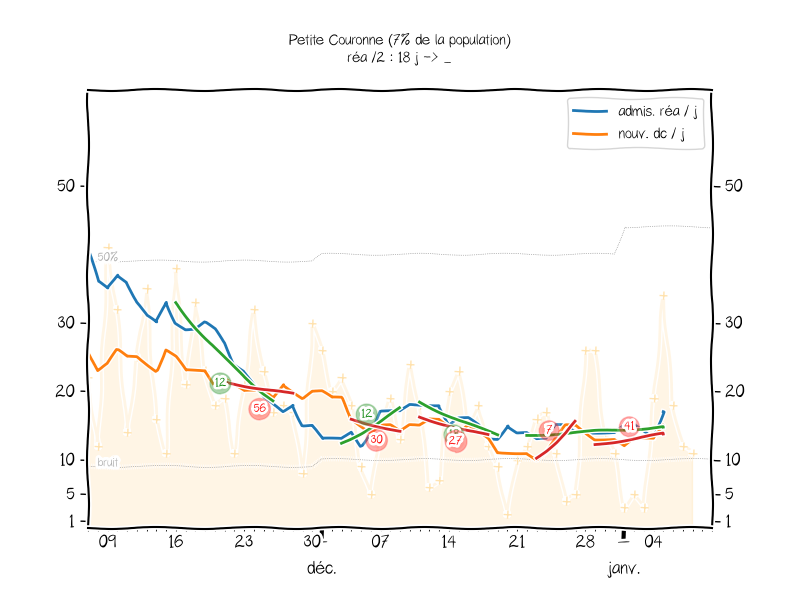 Petite Couronne (7% de la population)
réa /2 : 18 j -> _
admis. réa / j
nouv. dc / j
50 50
50%
30 30
20 20
12
56
12
30
27
7
41
bruit
10 10
5 5
1 1
09 16 23 30 07 14 21 28 04
déc. janv.